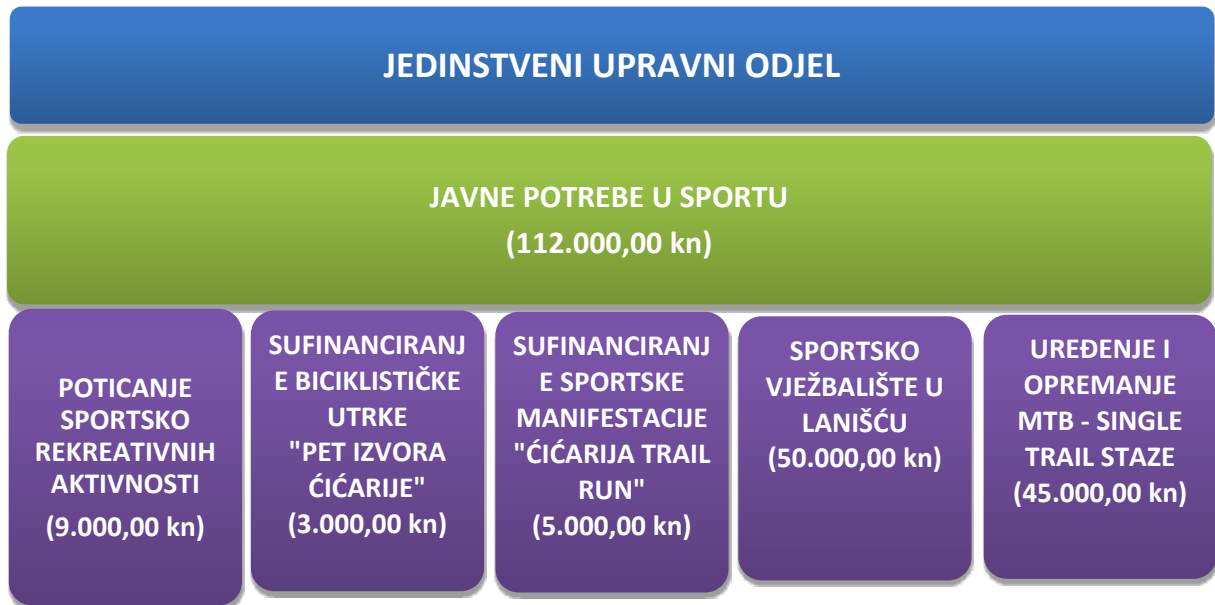 JEDINSTVENI UPRAVNI ODJEL
JAVNE POTREBE U SPORTU
(112.000,00 kn)
POTICANJE
SPORTSKO
REKREATIVNIH
AKTIVNOSTI
(9.000,00 kn)
SUFINANCIRANJ
E BICIKLISTIČKE
UTRKE
"PET IZVORA
ĆIĆARIJE"
(3.000,00 kn)
SUFINANCIRANJ
E SPORTSKE
MANIFESTACIJE
"ĆIĆARIJA TRAIL
RUN"
(5.000,00 kn)
SPORTSKO
VJEŽBALIŠTE U
LANIŠĆU
(50.000,00 kn)
UREĐENJE I
OPREMANJE
MTB - SINGLE
TRAIL STAZE
(45.000,00 kn)